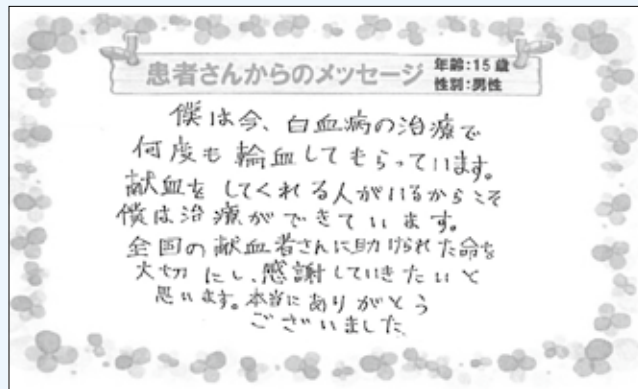 患者さんからのメッセージ
年齢:15歳
性別:男性
僕は今、白血病の治療で
何度も輸血してもらっています。
献血をしてくれる人がいるからこそ
僕は治療ができています。
全国の献血者さんに助けられた命を
大切にし、感謝していきたいと
思います。本当にありがとう
ございました